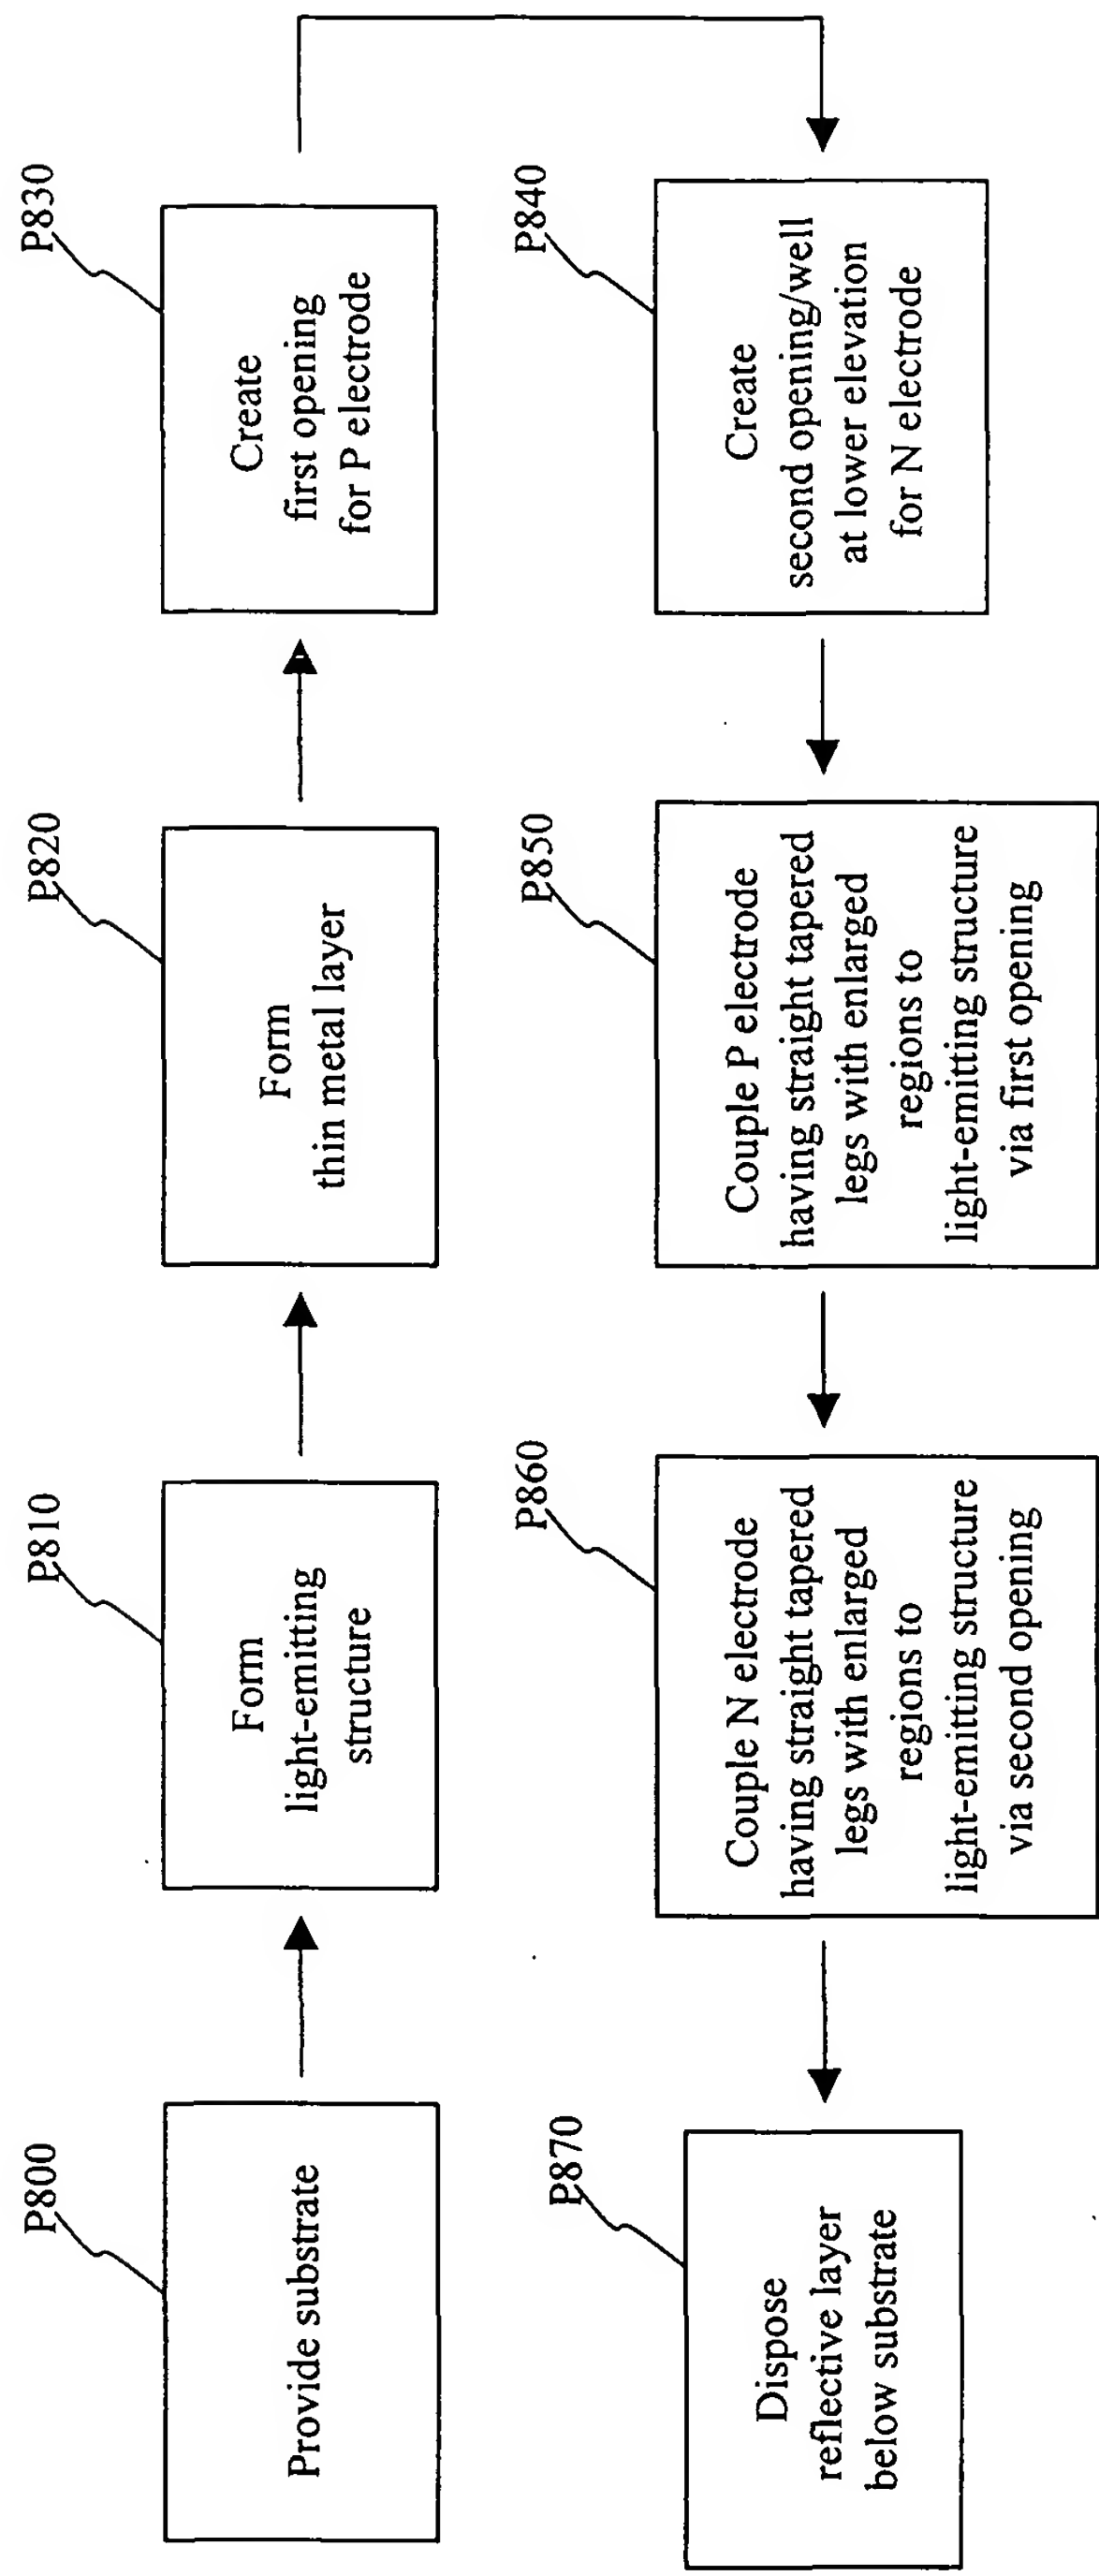 P800
Provide substrate
P810
Form
light-emitting
structure
P820
Form
thin metal layer
P830
Create
first opening
for P electrode
P840
Create
second opening/well
at lower elevation
for N electrode
P850
Couple P electrode
having straight tapered
legs with enlarged
regions to
light-emitting structure
via first opening
P860
Couple N electrode
having straight tapered
legs with enlarged
regions to
light-emitting structure
via second opening
P870
Dispose
reflective layer
below substrate